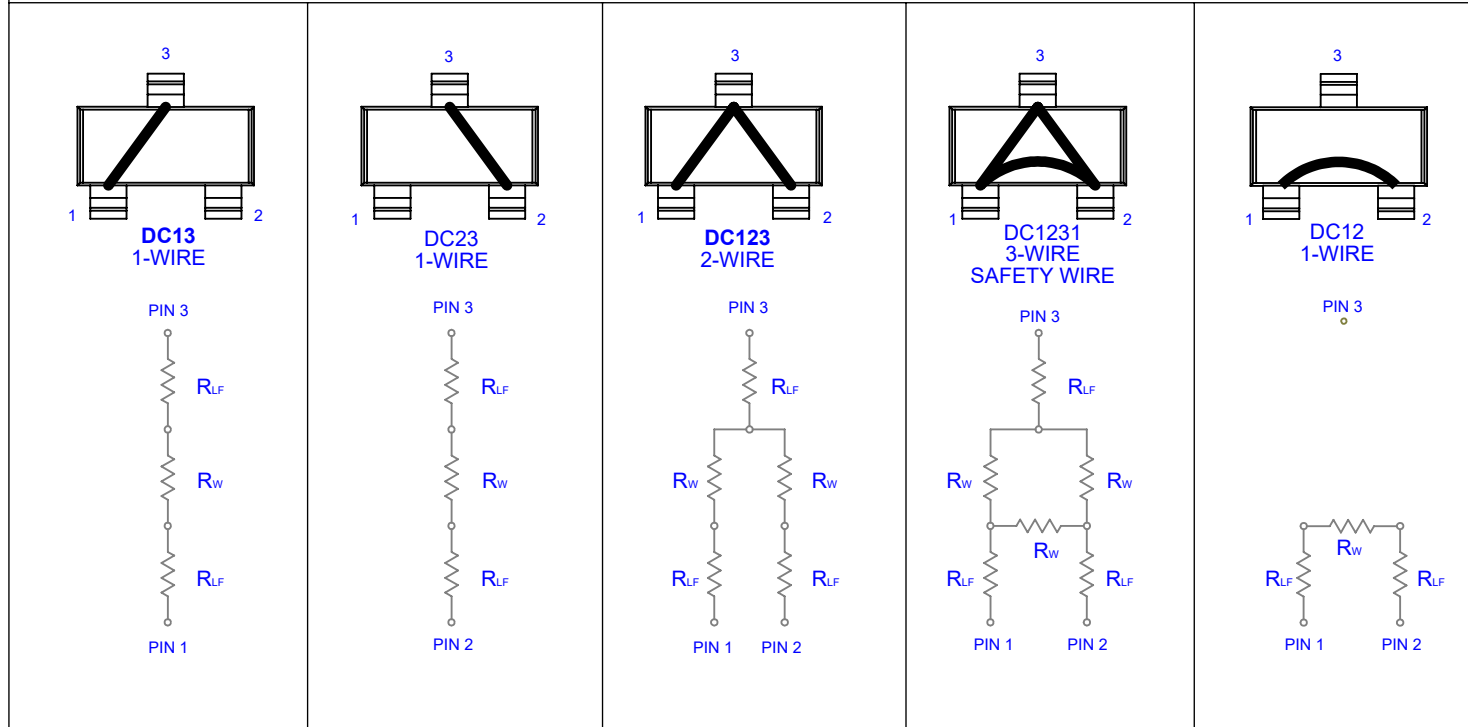 3
1
2
DC13
1-WIRE
PIN 3
RLF
RW
RLF
PIN 1
3
1
2
DC23
1-WIRE
PIN 3
RLF
RW
RLF
PIN 2
3
1
2
DC123
2-WIRE
PIN 3
RLF
RW
RW
RLF
RLF
PIN 1
PIN 2
3
1
2
DC1231
3-WIRE
SAFETY WIRE
PIN 3
RLF
RW
RW
RW
RLF
RLF
PIN 1
PIN 2
3
1
2
DC12
1-WIRE
PIN 3
RW
RLF
RLF
PIN 1
PIN 2